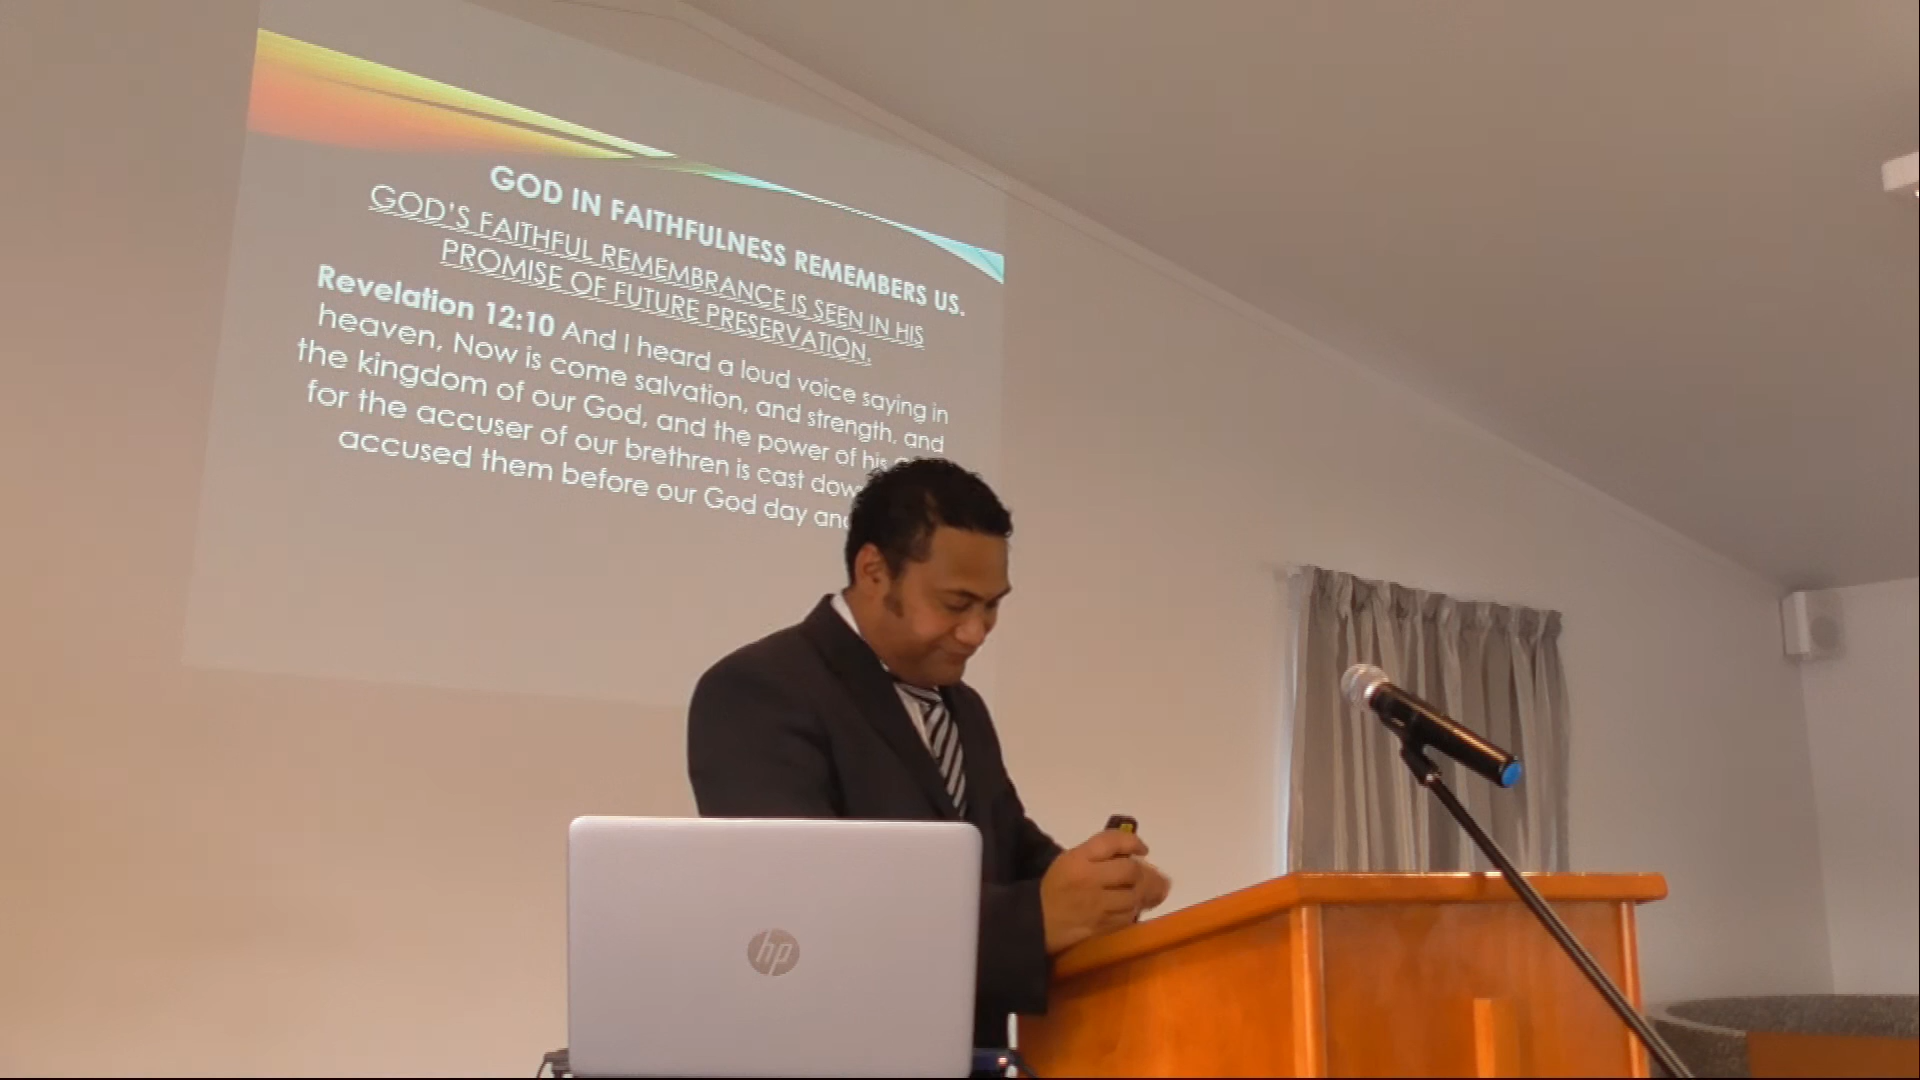 GOD IN FAITHFULNESS REMEMBERS US.
GOD'S FAITHFUL REMEMBRANCE IS SEEN IN HIS
PROMISE OF FUTURE PRESERVATION.
Revelation 12:10 And I heard a loud voice saying in
heaven, Now is come salvation, and strength, and
the kingdom of our God, and the power of his
for the accuser of our brethren is cast
accused them before our God day
hp